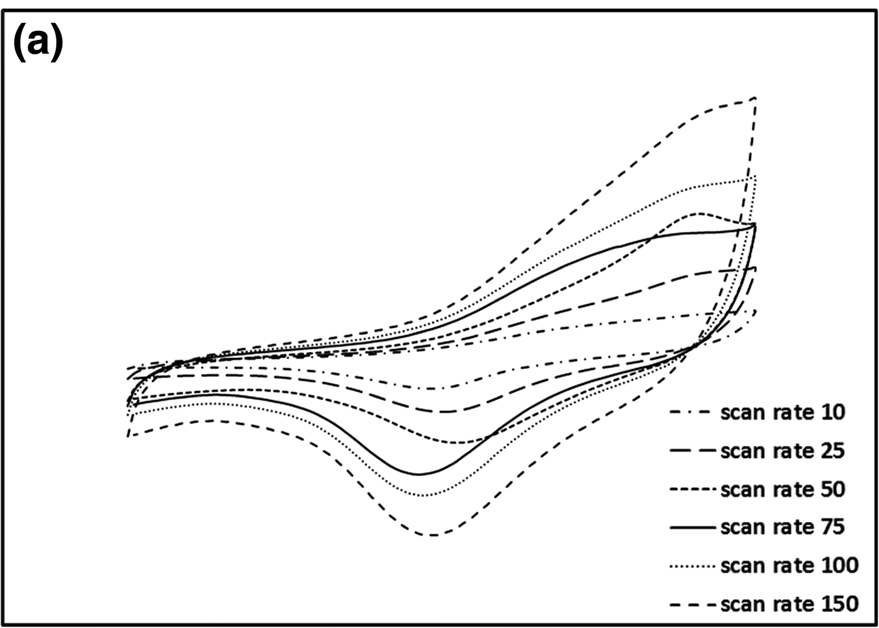 (a)
scan rate 10
scan rate 25
scan rate 50
scan rate 75
scan rate 100
scan rate 150